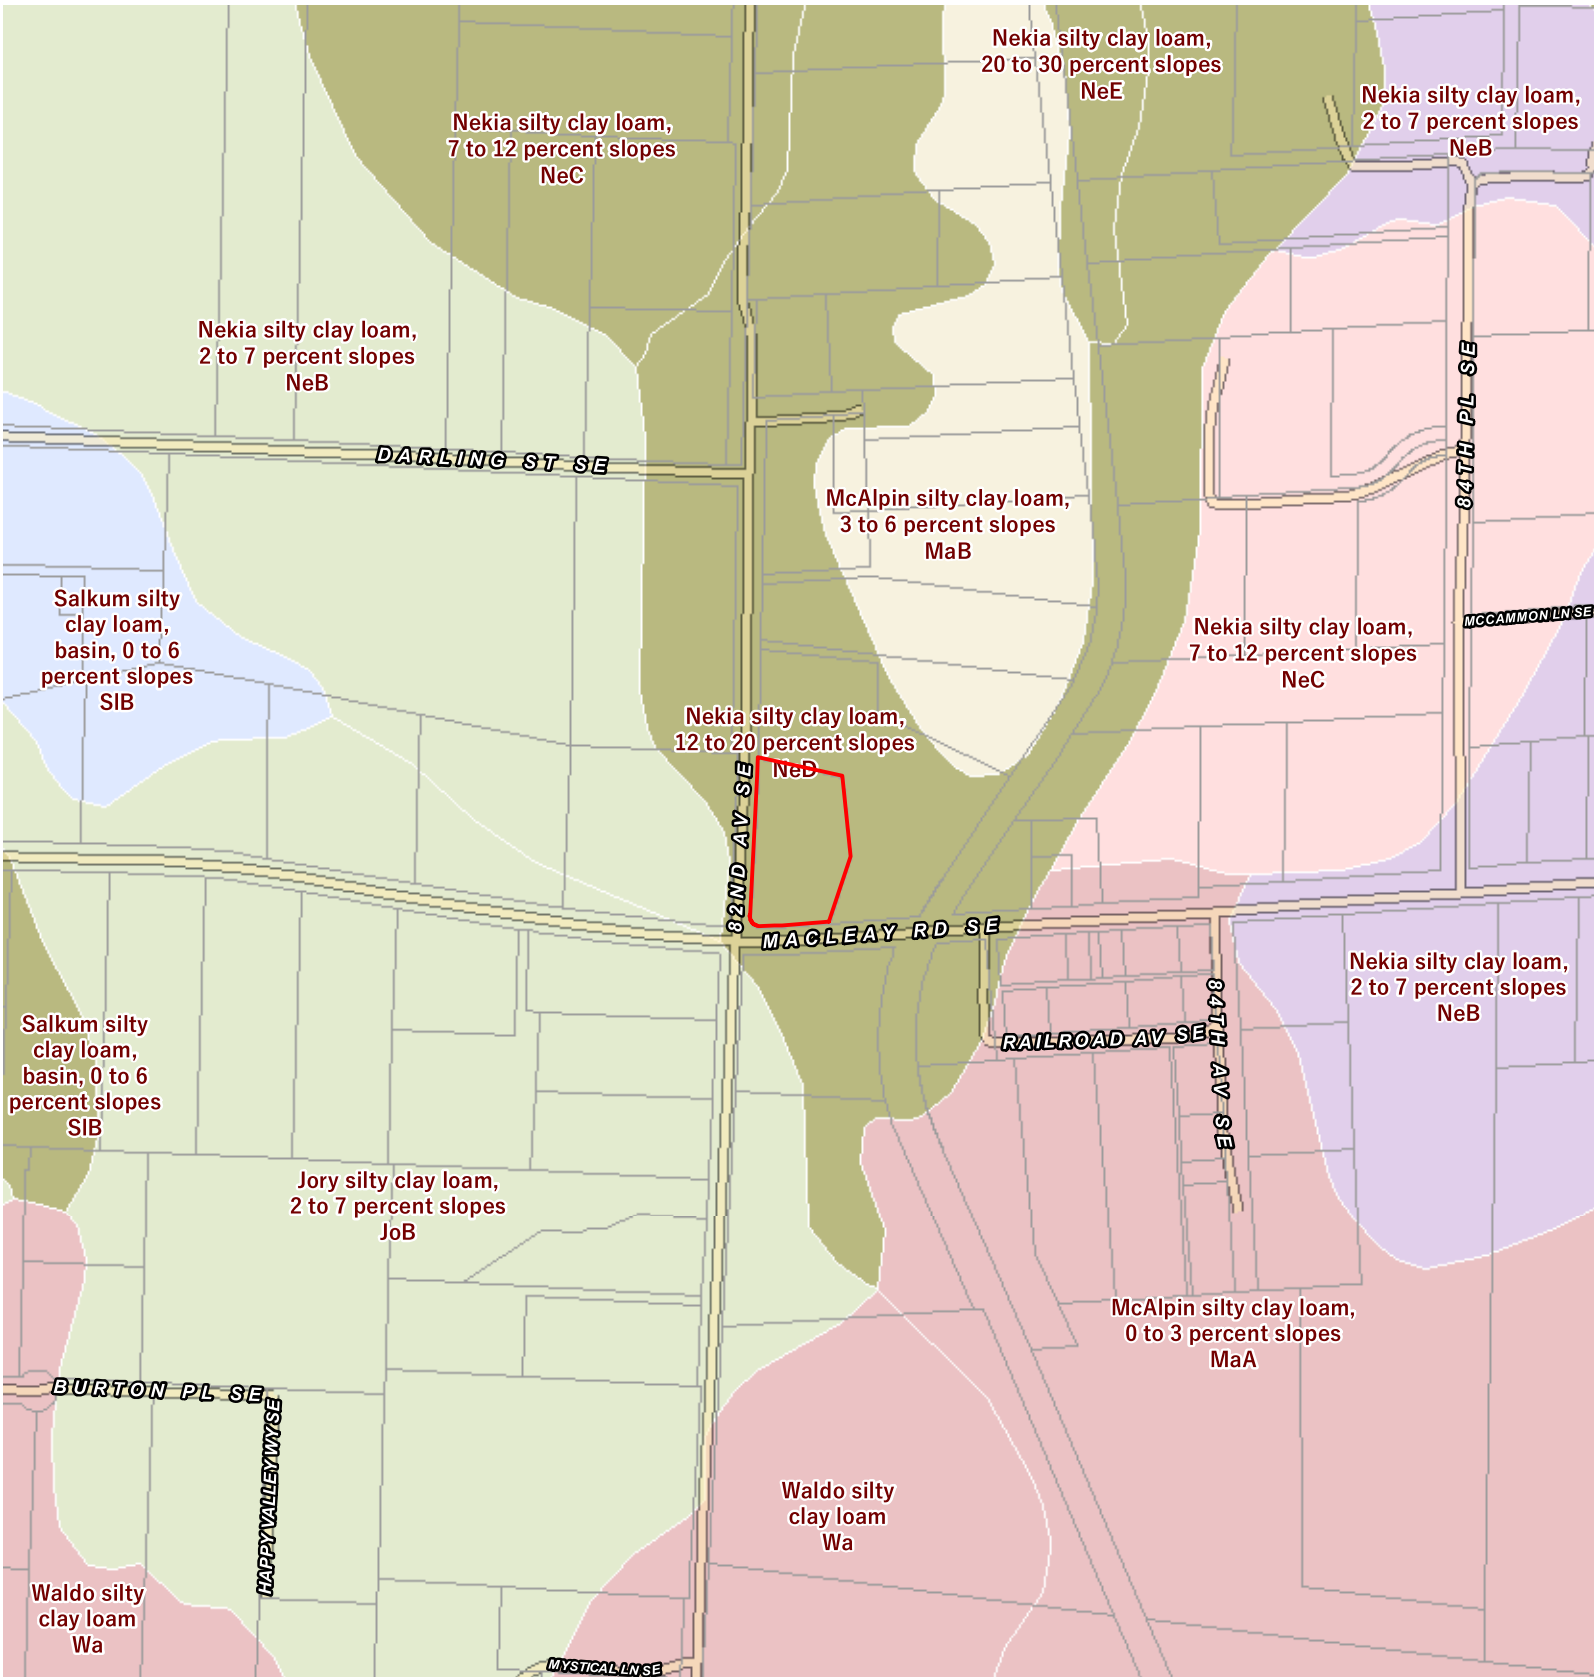 Nekia silty clay loam,
20 to 30 percent slopes
NeE
Nekia silty clay loam,
2 to 7 percent slopes
NeB
Nekia silty clay loam,
7 to 12 percent slopes
NeC
Nekia silty clay loam,
2 to 7 percent slopes
NeB
84TH PL SE
DARLING ST SE
McAlpin silty clay loam,
3 to 6 percent slopes
MaB
Salkum silty
clay loam,
basin, 0 to 6
percent slopes
SlB
MCCAMMON LN SE
Nekia silty clay loam,
7 to 12 percent slopes
NeC
Nekia silty clay loam,
12 to 20 percent slopes
NeD
82ND AV SE
MACLEAY RD SE
Nekia silty clay loam,
2 to 7 percent slopes
NeB
84TH AV SE
RAILROAD AV SE
Salkum silty
clay loam,
basin, 0 to 6
percent slopes
SlB
Jory silty clay loam,
2 to 7 percent slopes
JoB
McAlpin silty clay loam,
0 to 3 percent slopes
MaA
BURTON PL SE
HAPPY VALLEY WY SE
Waldo silty
clay loam
Wa
Waldo silty
clay loam
Wa
MYSTICAL LN SE